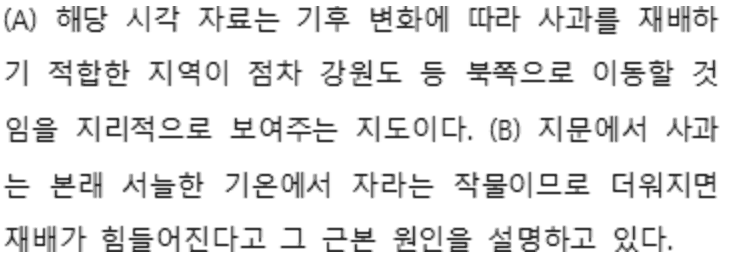 (A) 해당 시각 자료는 기후 변화에 따라 사과를 재배하
기 적합한 지역이 점차 강원도 등 북쪽으로 이동할 것
임을 지리적으로 보여주는 지도이다. (B) 지문에서 사과
는 본래 서늘한 기온에서 자라는 작물이므로 더워지면
재배가 힘들어진다고 그 근본 원인을 설명하고 있다.